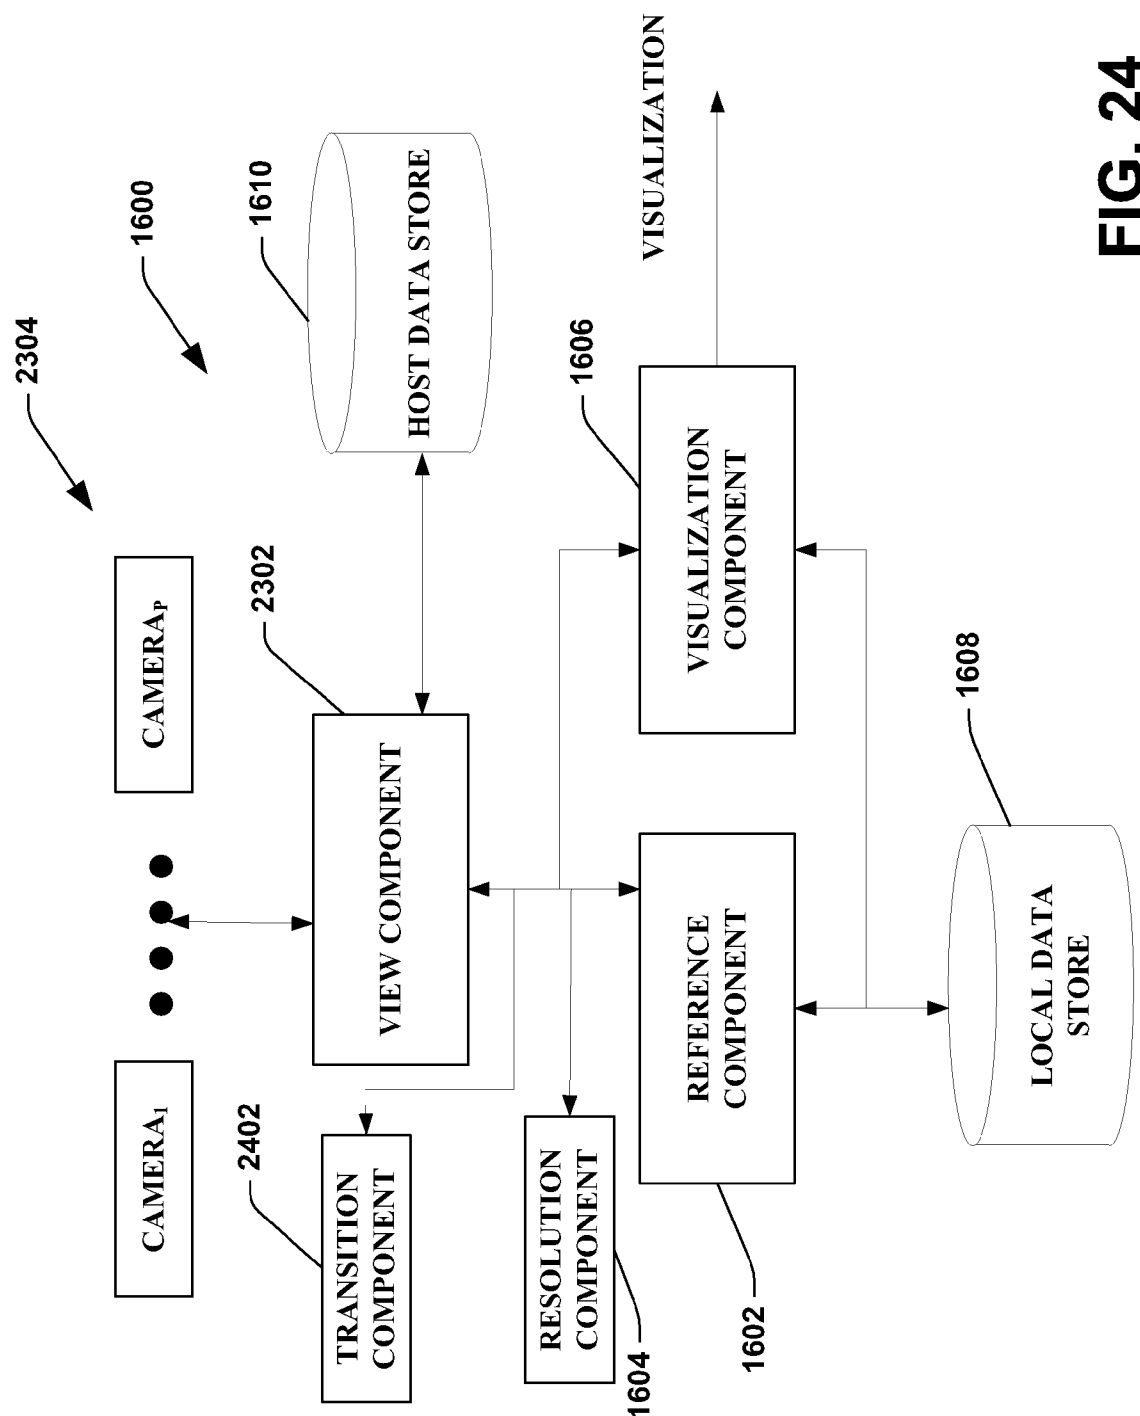 2304
1600
CAMERA1
CAMERAP
1610
2402
2302
TRANSITION
COMPONENT
VIEW COMPONENT
HOST DATA STORE
RESOLUTION
COMPONENT
1604
1606
VISUALIZATION
REFERENCE
COMPONENT
VISUALIZATION
COMPONENT
1602
1608
LOCAL DATA
STORE
FIG. 24